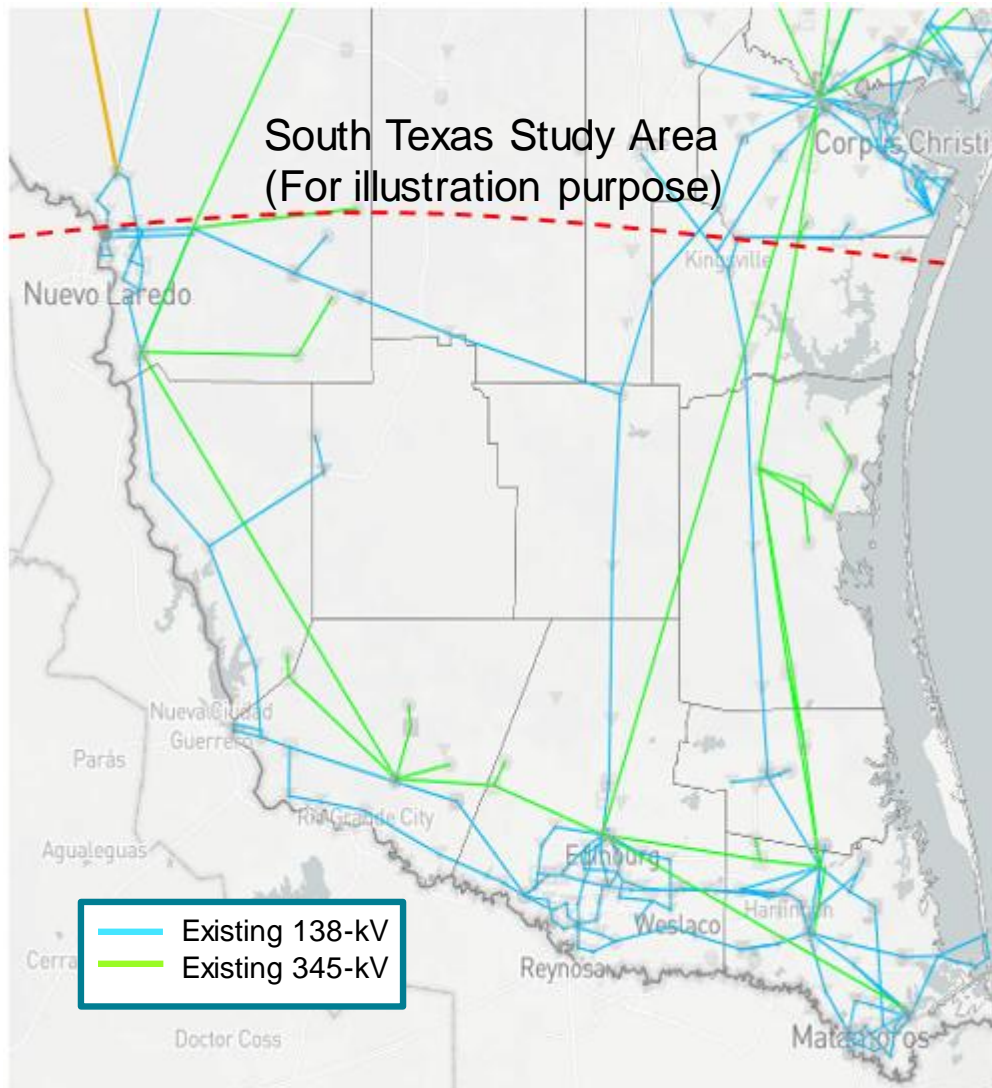 South Texas Study Area
(For illustration purpose)
Corpus Christi
Kingsville
Nuevo Laredo
Nueva Ciudad
Guerrero
Parás
Rio Grande City
Agualeguas
Edinburg
Harlingen
Weslaco
Existing 138-kV
Existing 345-kV
Reynosa
Doctor Coss
Matamoros